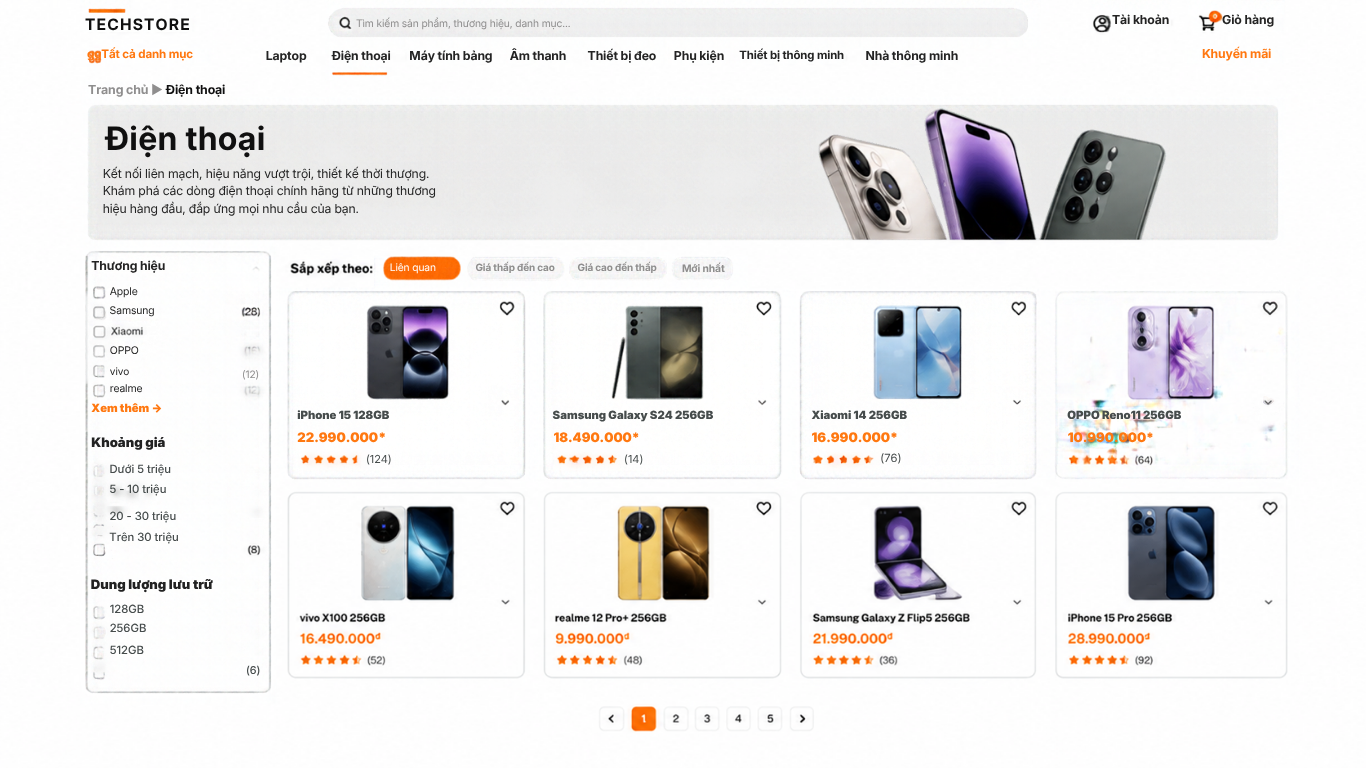 TECHSTORE
Tìm kiếm sản phẩm, thương hiệu, danh mục...
Tài khoản
Giỏ hàng
Tất cả danh mục
Laptop
Điện thoại
Máy tính bảng
Âm thanh
Thiết bị đeo
Phụ kiện
Thiết bị thông minh
Nhà thông minh
Khuyến mãi
Trang chủ ▶ Điện thoại
Điện thoại
Kết nối liên mạch, hiệu năng vượt trội, thiết kế thời thượng.
Khám phá các dòng điện thoại chính hãng từ những thương
hiệu hàng đầu, đáp ứng mọi nhu cầu của bạn.
Thương hiệu
Apple
Samsung (28)
Xiaomi
OPPO
vivo (12)
realme
Xem thêm →
Khoảng giá
Dưới 5 triệu
5 - 10 triệu
20 - 30 triệu
Trên 30 triệu
(8)
Dung lượng lưu trữ
128GB
256GB
512GB
(6)
Sắp xếp theo:
Liên quan
Giá thấp đến cao
Giá cao đến thấp
Mới nhất
iPhone 15 128GB
22.990.000*
(124)
Samsung Galaxy S24 256GB
18.490.000*
(14)
Xiaomi 14 256GB
16.990.000*
(76)
OPPO Reno11 256GB
10.990.000*
(64)
vivo X100 256GB
16.490.000đ
(52)
realme 12 Pro+ 256GB
9.990.000đ
(48)
Samsung Galaxy Z Flip5 256GB
21.990.000đ
(36)
iPhone 15 Pro 256GB
28.990.000đ
(92)
1 2 3 4 5